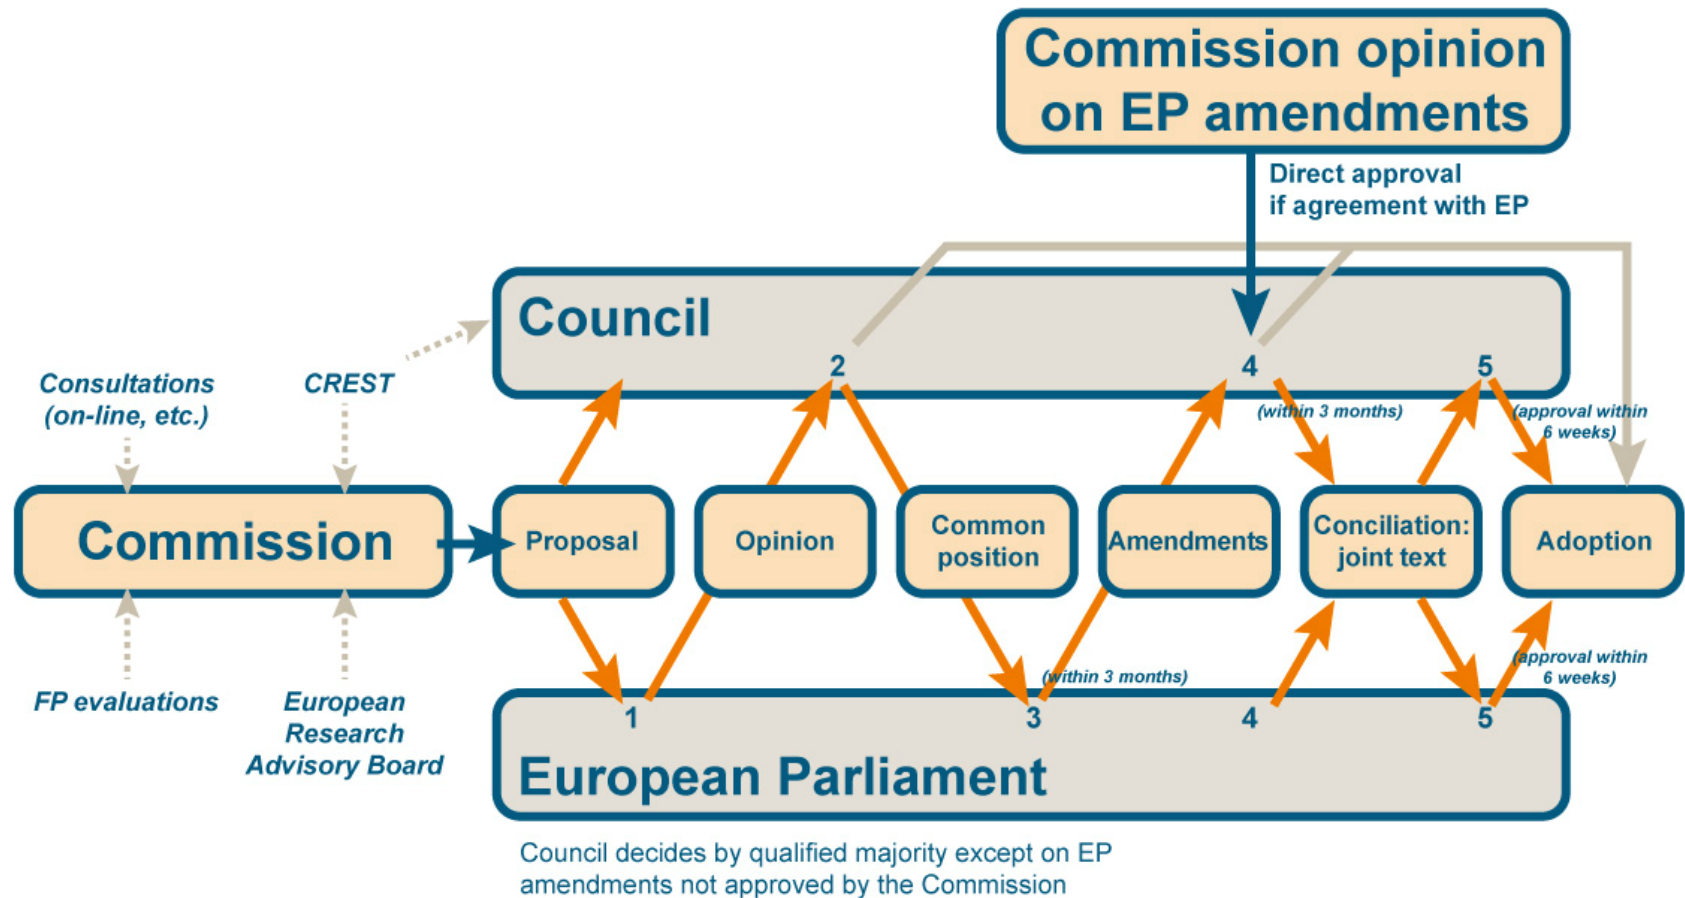 Commission opinion
on EP amendments
Direct approval
if agreement with EP
Council
2
4
5
Consultations
(on-line, etc.)
CREST
(within 3 months)
(approval within
6 weeks)
Commission
Proposal
Opinion
Common
position
Amendments
Conciliation:
joint text
Adoption
FP evaluations
European
Research
Advisory Board
(within 3 months)
(approval within
6 weeks)
1
3
4
5
European Parliament
Council decides by qualified majority except on EP
amendments not approved by the Commission